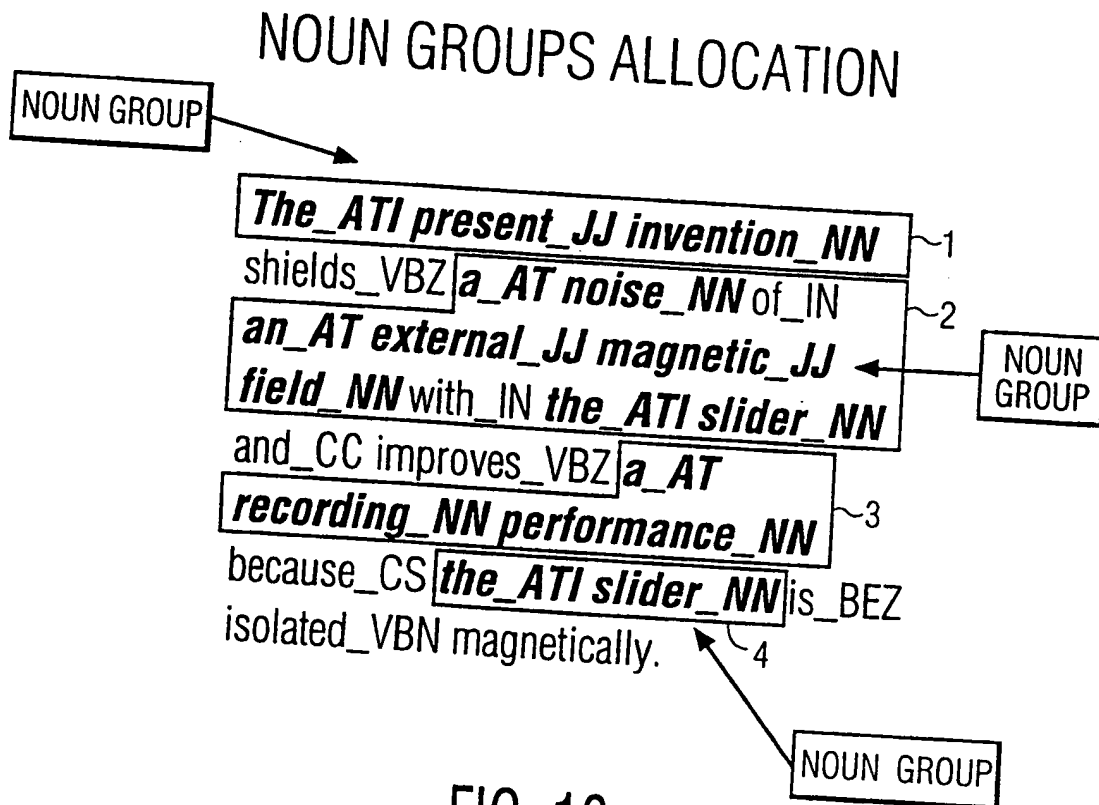 NOUN GROUPS ALLOCATION
NOUN GROUP
The_ATI present_JJ invention_NN ~1
shields_VBZ a_AT noise_NN of_IN ~2
an_AT external_JJ magnetic_JJ
NOUN
GROUP
field_NN with_IN the_ATI slider_NN
and_CC improves_VBZ a_AT
recording_NN performance_NN ~3
because_CS the_ATI slider_NN is_BEZ
isolated_VBN magnetically. 4
NOUN GROUP